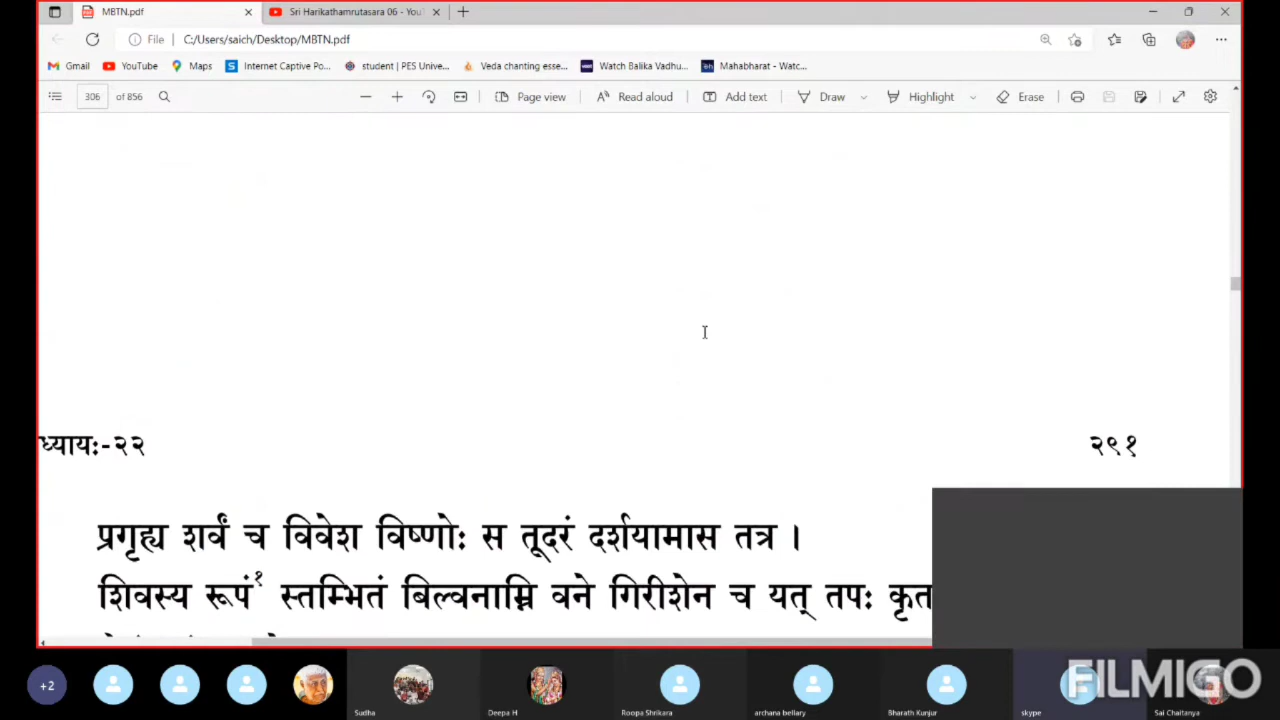 MBTN.pdf
Sri Harikathamrutasara 06 - You
File C:/Users/saich/Desktop/MBTN.pdf
Gmail YouTube Maps Internet Captive Po... student | PES Unive... Veda chanting esse... Watch Balika Vadhu... Mahabharat - Watc...
306 of 856 Page view Read aloud Add text Draw Highlight Erase
ध्यायः-२२ २९१
प्रगृह्य शर्वं च विवेश विष्णोः स तूदरं दर्शयामास तत्र ।
शिवस्य रूपं१ स्तम्भितं बिल्वनाम्नि वने गिरीशेन च यत् तपः कृत
+2
Sudha Deepa H Roopa Shrikara archana bellary Bharath Kunjur skype Sai Chaitanya
FILMIGO